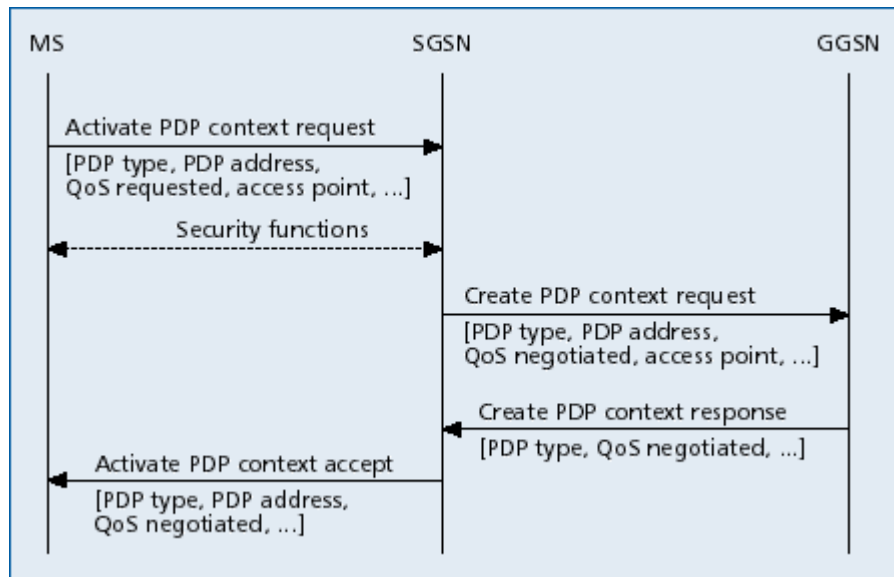 MS SGSN GGSN
Activate PDP context request
[PDP type, PDP address,
QoS requested, access point, ...]
Security functions
Create PDP context request
[PDP type, PDP address,
QoS negotiated, access point, ...]
Create PDP context response
[PDP type, QoS negotiated, ...]
Activate PDP context accept
[PDP type, PDP address,
QoS negotiated, ...]